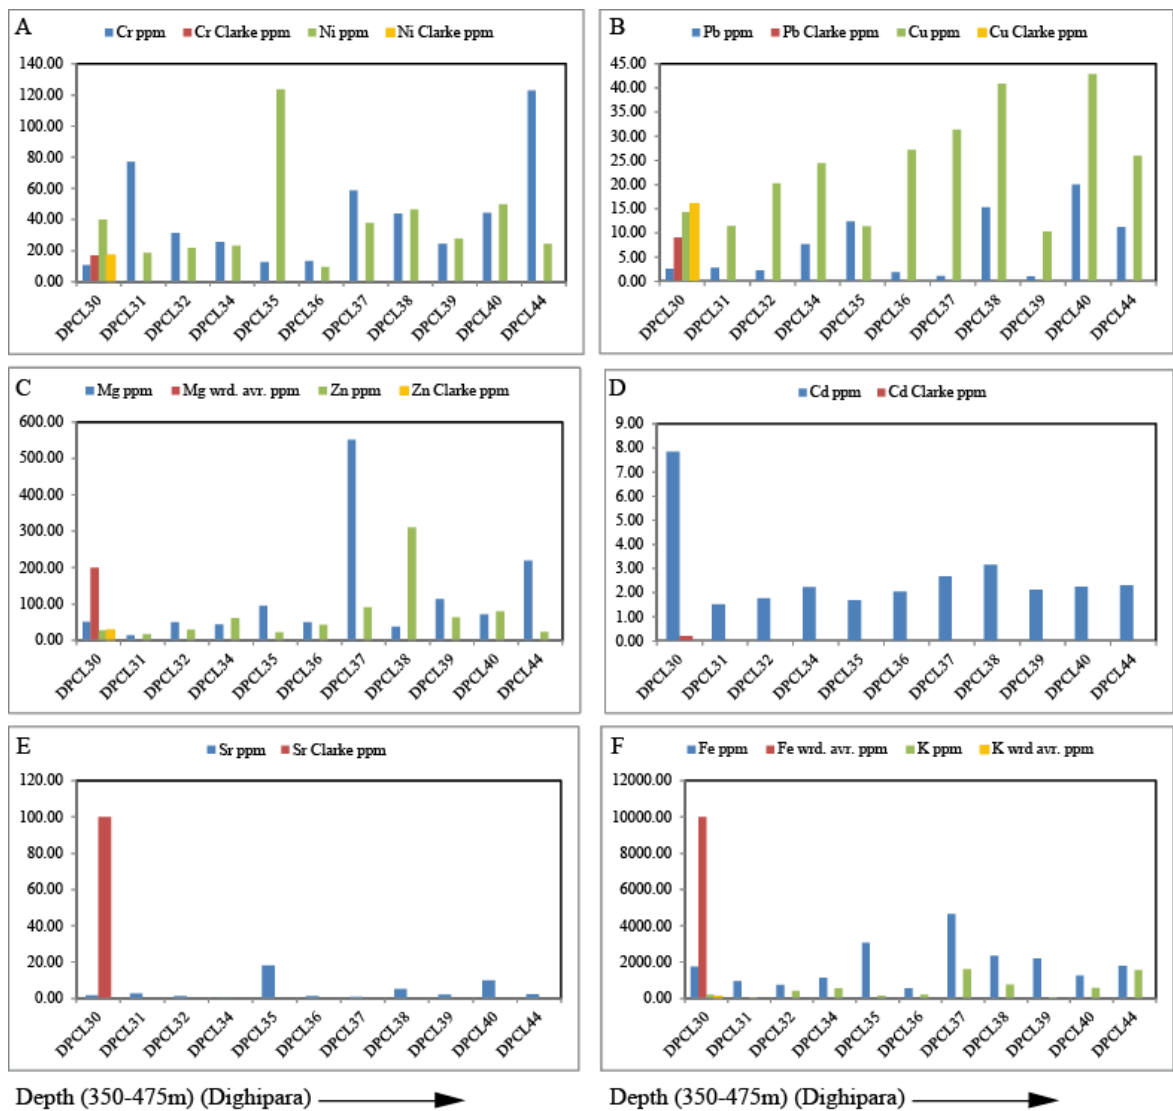 A
Cr ppm Cr Clarke ppm Ni ppm Ni Clarke ppm
140.00
120.00
100.00
80.00
60.00
40.00
20.00
0.00
DPCL30 DPCL31 DPCL32 DPCL34 DPCL35 DPCL36 DPCL37 DPCL38 DPCL39 DPCL40 DPCL44
B
Pb ppm Pb Clarke ppm Cu ppm Cu Clarke ppm
45.00
40.00
35.00
30.00
25.00
20.00
15.00
10.00
5.00
0.00
DPCL30 DPCL31 DPCL32 DPCL34 DPCL35 DPCL36 DPCL37 DPCL38 DPCL39 DPCL40 DPCL44
C
Mg ppm Mg wrd. avr. ppm Zn ppm Zn Clarke ppm
600.00
500.00
400.00
300.00
200.00
100.00
0.00
DPCL30 DPCL31 DPCL32 DPCL34 DPCL35 DPCL36 DPCL37 DPCL38 DPCL39 DPCL40 DPCL44
D
Cd ppm Cd Clarke ppm
9.00
8.00
7.00
6.00
5.00
4.00
3.00
2.00
1.00
0.00
DPCL30 DPCL31 DPCL32 DPCL34 DPCL35 DPCL36 DPCL37 DPCL38 DPCL39 DPCL40 DPCL44
E
Sr ppm Sr Clarke ppm
120.00
100.00
80.00
60.00
40.00
20.00
0.00
DPCL30 DPCL31 DPCL32 DPCL34 DPCL35 DPCL36 DPCL37 DPCL38 DPCL39 DPCL40 DPCL44
F
Fe ppm Fe wrd. avr. ppm K ppm K wrd avr. ppm
12000.00
10000.00
8000.00
6000.00
4000.00
2000.00
0.00
DPCL30 DPCL31 DPCL32 DPCL34 DPCL35 DPCL36 DPCL37 DPCL38 DPCL39 DPCL40 DPCL44
Depth (350-475m) (Dighipara)
Depth (350-475m) (Dighipara)